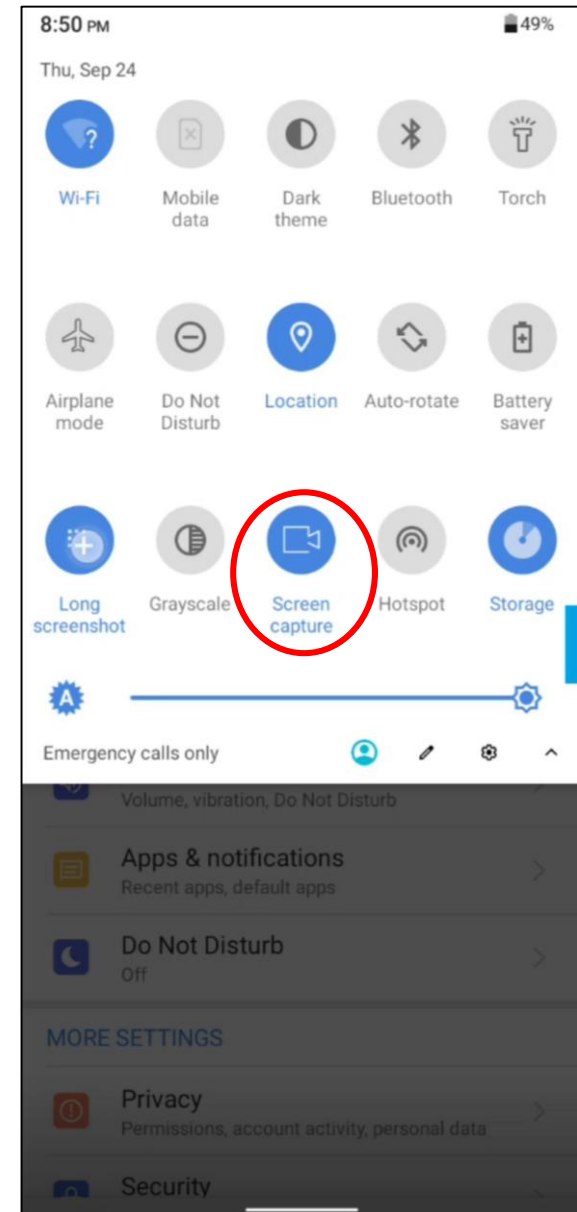 8:50 PM 49%
Thu, Sep 24
Wi-Fi Mobile data Dark theme Bluetooth Torch
Airplane mode Do Not Disturb Location Auto-rotate Battery saver
Long screenshot Grayscale Screen capture Hotspot Storage
A
Emergency calls only
Volume, vibration, Do Not Disturb
Apps & notifications
Recent apps, default apps
Do Not Disturb
Off
MORE SETTINGS
Privacy
Permissions, account activity, personal data
Security